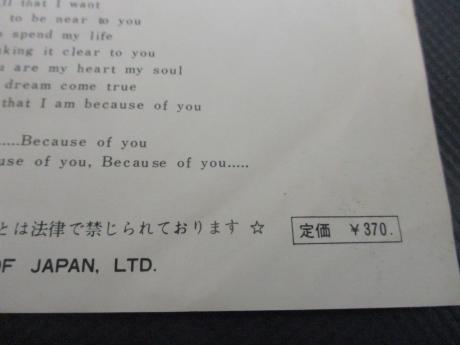 ll that I want
to be near to you
spend my life
king it clear to you
are my heart my soul
dream come true
that I am because of you
.....Because of you
use of you, Because of you.....
とは法律で禁じられております ☆
定価 ¥370.
OF JAPAN, LTD.